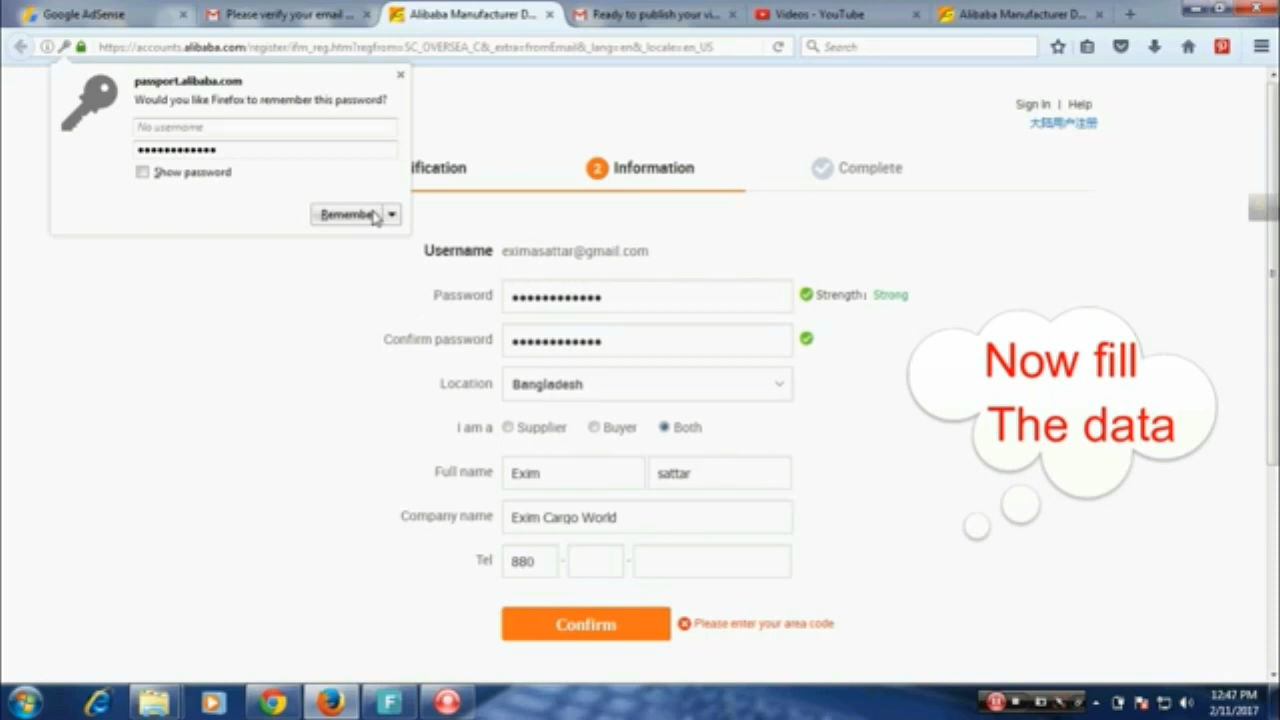 Google AdSense
Please verify your email ...
Alibaba Manufacturer D...
Ready to publish your vi...
Videos - YouTube
Alibaba Manufacturer D...
https://accounts.alibaba.com/register/ifm_reg.htm?regfrom=SC_OVERSEA_C&_extra=fromEmail&_lang=en&_locale=en_US
Search
passport.alibaba.com
Would you like Firefox to remember this password?
No username
••••••••••••
Show password
Remember
Sign In | Help
大陆用户注册
ification
2 Information
Complete
Username eximasattar@gmail.com
Password •••••••••••• Strength: Strong
Confirm password ••••••••••••
Location Bangladesh
I am a Supplier Buyer Both
Full name Exim sattar
Company name Exim Cargo World
Tel 880 - -
Confirm Please enter your area code
Now fill
The data
F
12:47 PM
2/11/2017